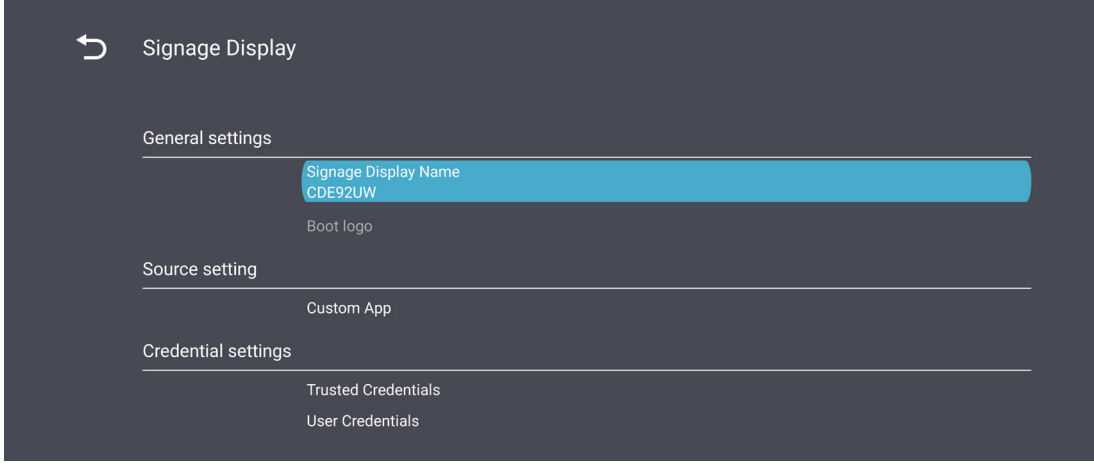 Signage Display
General settings
Signage Display Name
CDE92UW
Boot logo
Source setting
Custom App
Credential settings
Trusted Credentials
User Credentials